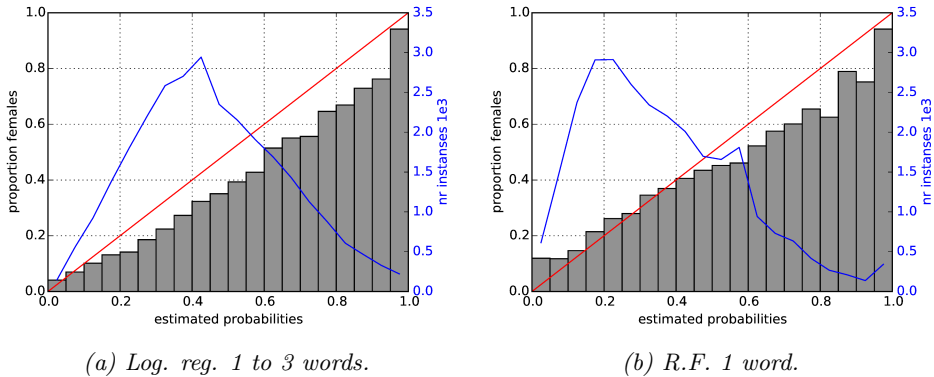 1.0
0.8
0.6
0.4
0.2
0.0
proportion females
3.5
3.0
2.5
2.0
1.5
1.0
0.5
0.0
nr instanses 1e3
0.0 0.2 0.4 0.6 0.8 1.0
estimated probabilities
(a) Log. reg. 1 to 3 words.
1.0
0.8
0.6
0.4
0.2
0.0
proportion females
3.5
3.0
2.5
2.0
1.5
1.0
0.5
0.0
nr instanses 1e3
0.0 0.2 0.4 0.6 0.8 1.0
estimated probabilities
(b) R.F. 1 word.